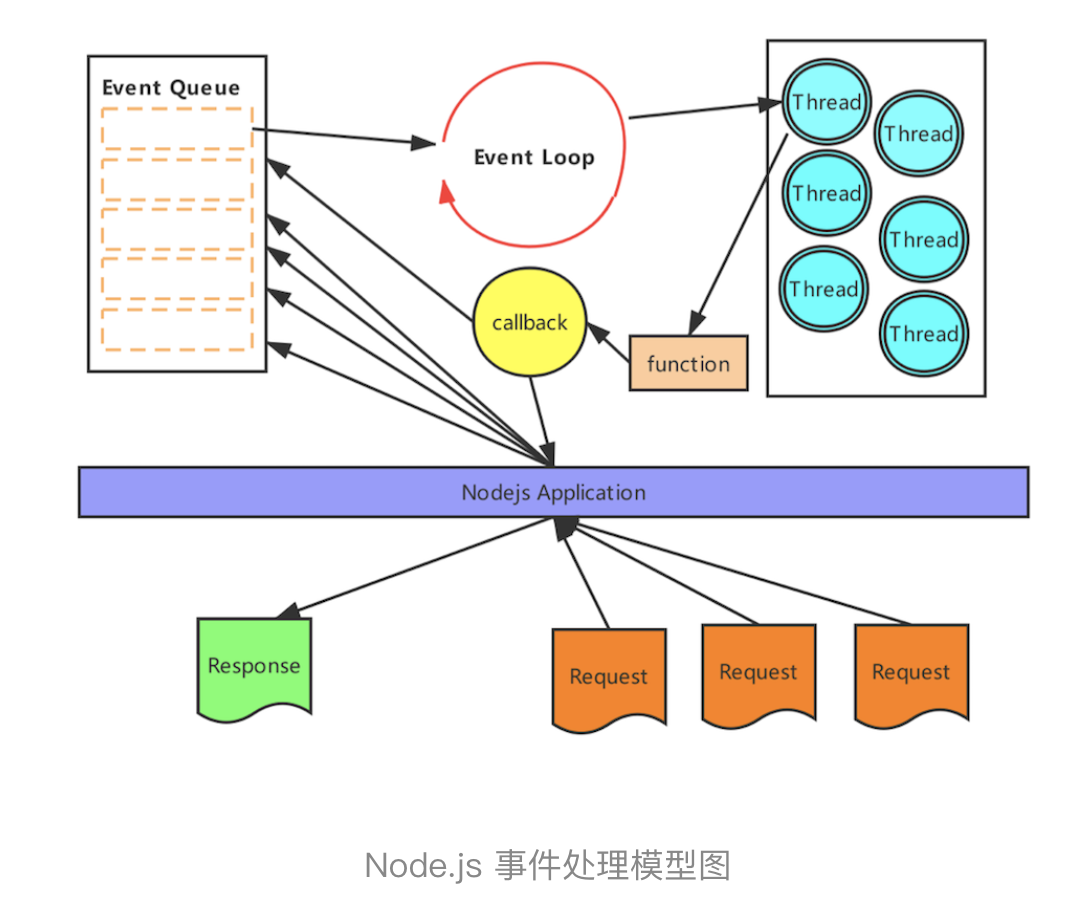 Event Queue
Event Loop
Thread
Thread
Thread
Thread
Thread
Thread
callback
function
Nodejs Application
Response
Request
Request
Request
Node.js 事件处理模型图